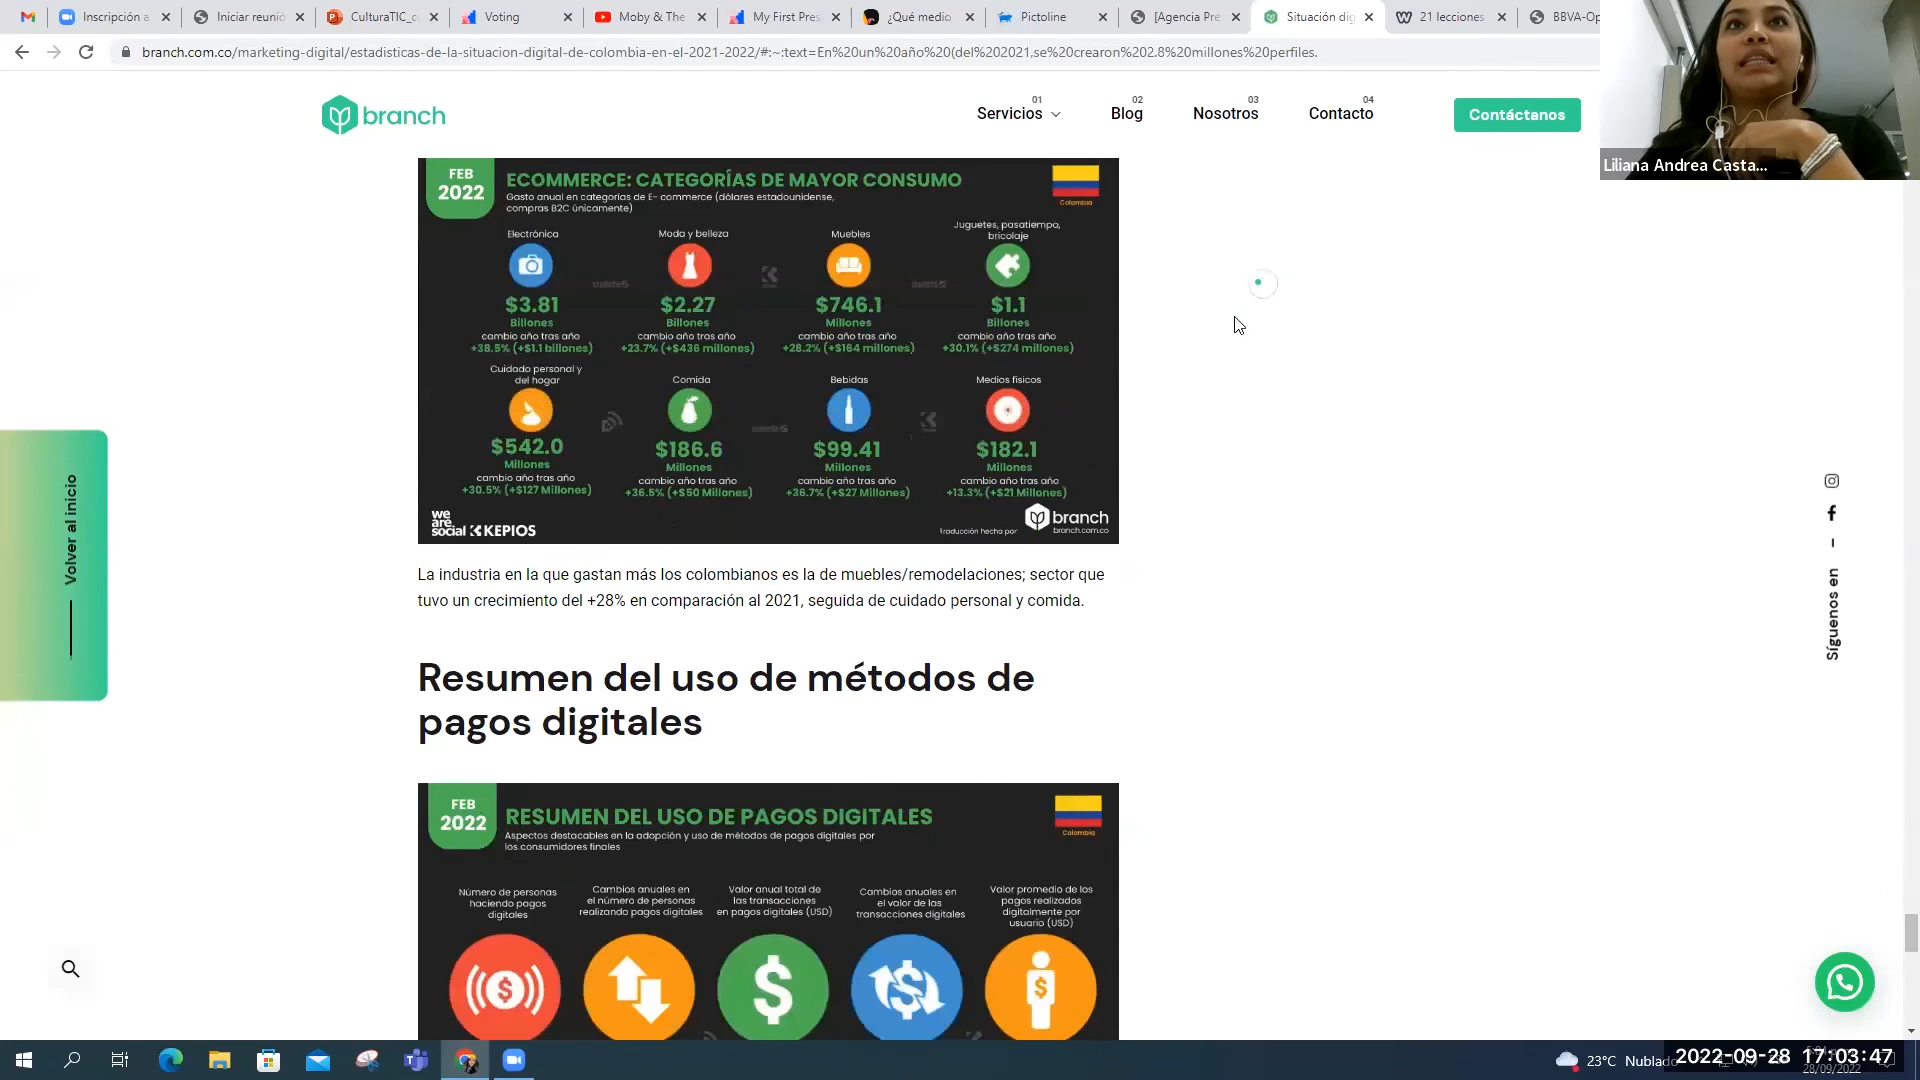 Inscripción a
Iniciar reunió
CulturaTIC_c
Voting
Moby & The
My First Pres
¿Qué medio
Pictoline
[Agencia Pre
Situación dig
21 lecciones
BBVA-Op
branch.com.co/marketing-digital/estadisticas-de-la-situacion-digital-de-colombia-en-el-2021-2022/#:~:text=En%20un%20año%20(del%202021,se%20crearon%202.8%20millones%20perfiles.
Liliana Andrea Casta...
branch
Servicios 01
Blog 02
Nosotros 03
Contacto 04
Contáctanos
FEB
2022
ECOMMERCE: CATEGORÍAS DE MAYOR CONSUMO
Gasto anual en categorias de E- commerce (dólares estadounidense,
compras B2C únicamente)
Colombia
Electrónica
$3.81
Billones
cambio año tras año
+38.5% (+$1.1 billones)
Moda y belleza
$2.27
Billones
cambio año tras año
+23.7% (+$436 millones)
Muebles
$746.1
Millones
cambio año tras año
+28.2% (+$164 millones)
Juguetes, pasatiempo,
bricolaje
$1.1
Billones
cambio año tras año
+30.1% (+$274 millones)
Cuidado personal y
del hogar
$542.0
Millones
cambio año tras año
+30.5% (+$127 Millones)
Comida
$186.6
Millones
cambio año tras año
+36.5% (+$50 Millones)
Bebidas
$99.41
Millones
cambio año tras año
+36.7% (+$27 Millones)
Medios físicos
$182.1
Millones
cambio año tras año
+13.3% (+$21 Millones)
we
are
social KEPIOS
Traducción hecha por:
branch
branch.com.co
La industria en la que gastan más los colombianos es la de muebles/remodelaciones; sector que
tuvo un crecimiento del +28% en comparación al 2021, seguida de cuidado personal y comida.
Resumen del uso de métodos de
pagos digitales
FEB
2022
RESUMEN DEL USO DE PAGOS DIGITALES
Aspectos destacables en la adopción y uso de métodos de pagos digitales por
los consumidores finales
Colombia
Número de personas
haciendo pagos
digitales
Cambios anuales en
el número de personas
realizando pagos digitales
Valor anual total de
las transacciones
en pagos digitales (USD)
Cambios anuales en
el valor de las
transacciones digitales
Valor promedio de los
pagos realizados
digitalmente por
usuario (USD)
Volver al inicio
Síguenos en
23°C Nublado
2022-09-28 17:03:47
28/09/2022